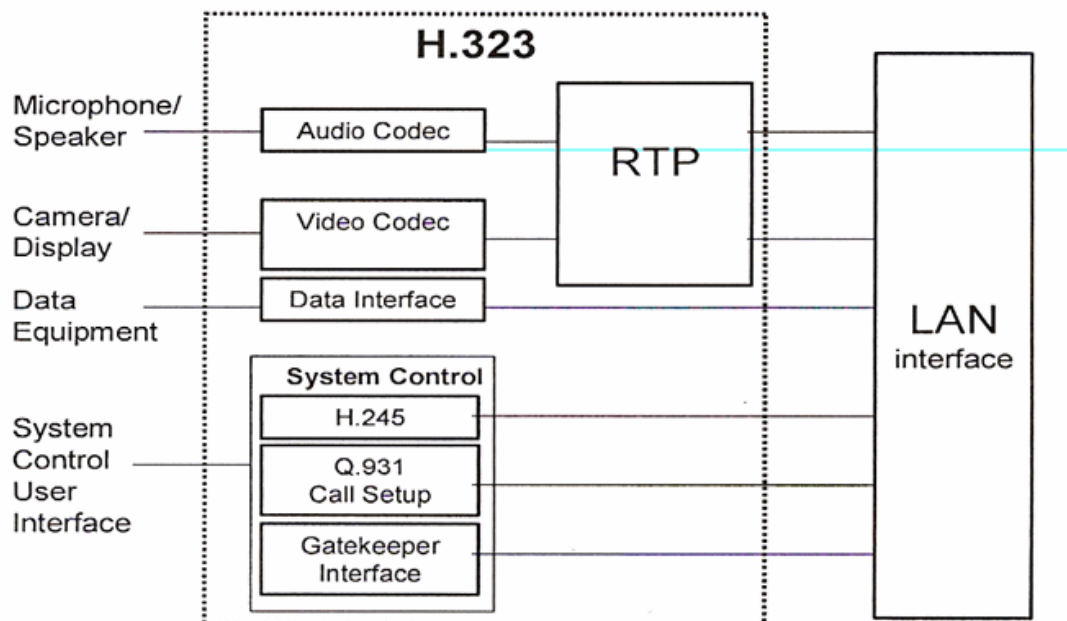 H.323
Microphone/
Speaker
Audio Codec
RTP
Camera/
Display
Video Codec
Data
Equipment
Data Interface
LAN
interface
System Control
H.245
System
Control
User
Interface
Q.931
Call Setup
Gatekeeper
Interface